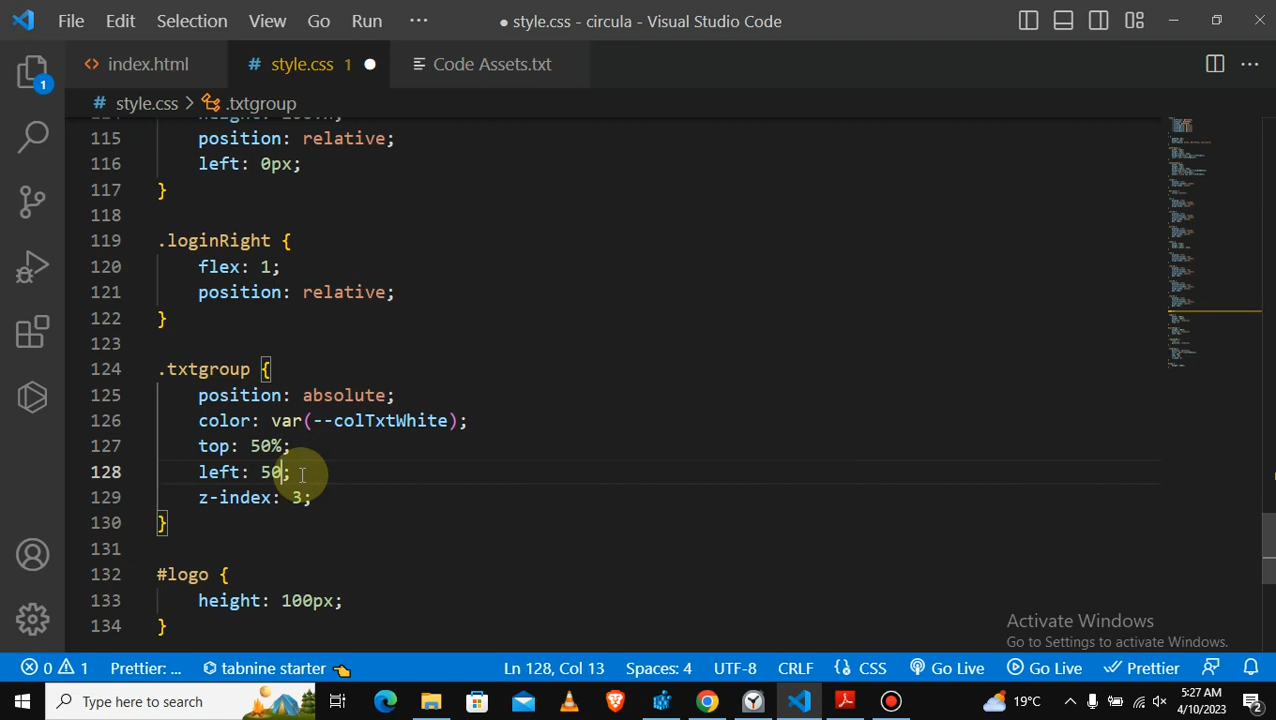 File Edit Selection View Go Run ··· ● style.css - circula - Visual Studio Code
index.html
# style.css 1 ●
Code Assets.txt
# style.css > .txtgroup
1
115 position: relative;
116 left: 0px;
117 }
118
119 .loginRight {
120 flex: 1;
121 position: relative;
122 }
123
124 .txtgroup {
125 position: absolute;
126 color: var(--colTxtWhite);
127 top: 50%;
128 left: 50;
129 z-index: 3;
130 }
131
132 #logo {
133 height: 100px;
134 }
Activate Windows
Go to Settings to activate Windows.
0 1 Prettier: ... tabnine starter Ln 128, Col 13 Spaces: 4 UTF-8 CRLF CSS Go Live Go Live Prettier
Type here to search 19°C 5:27 AM
4/10/2023 2